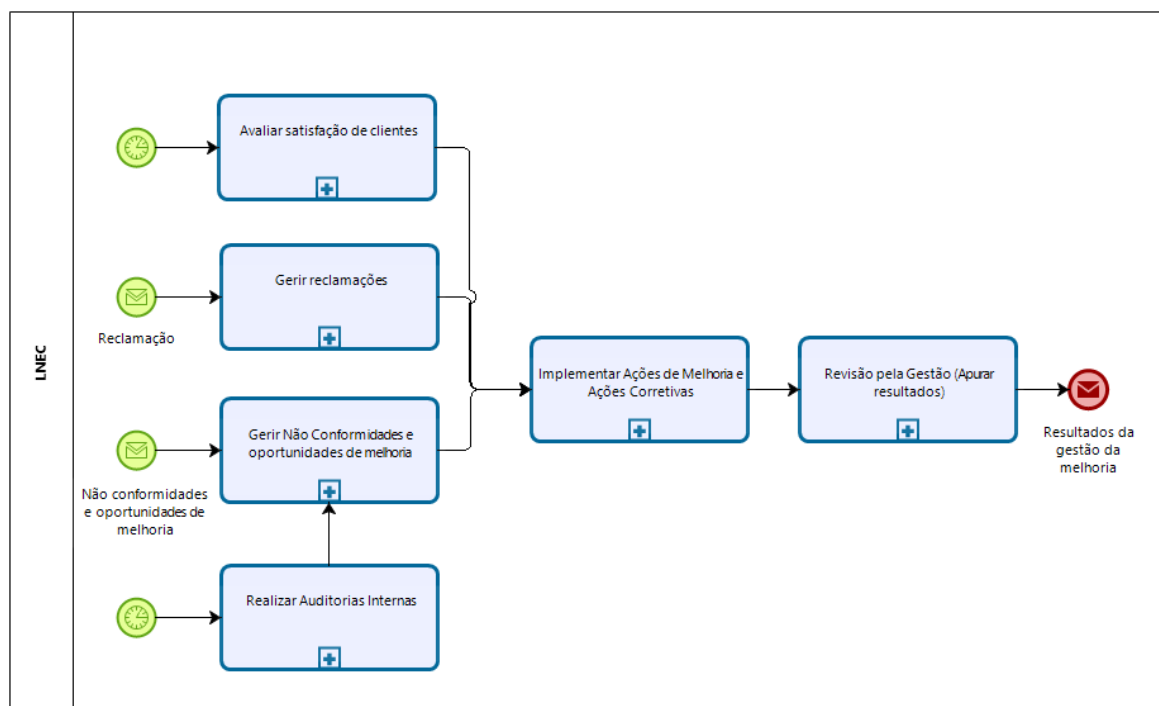 LNEC
Avaliar satisfação de clientes
Gerir reclamações
Reclamação
Implementar Ações de Melhoria e
Ações Corretivas
Revisão pela Gestão (Apurar
resultados)
Resultados da
gestão da
melhoria
Gerir Não Conformidades e
oportunidades de melhoria
Não conformidades
e oportunidades de
melhoria
Realizar Auditorias Internas